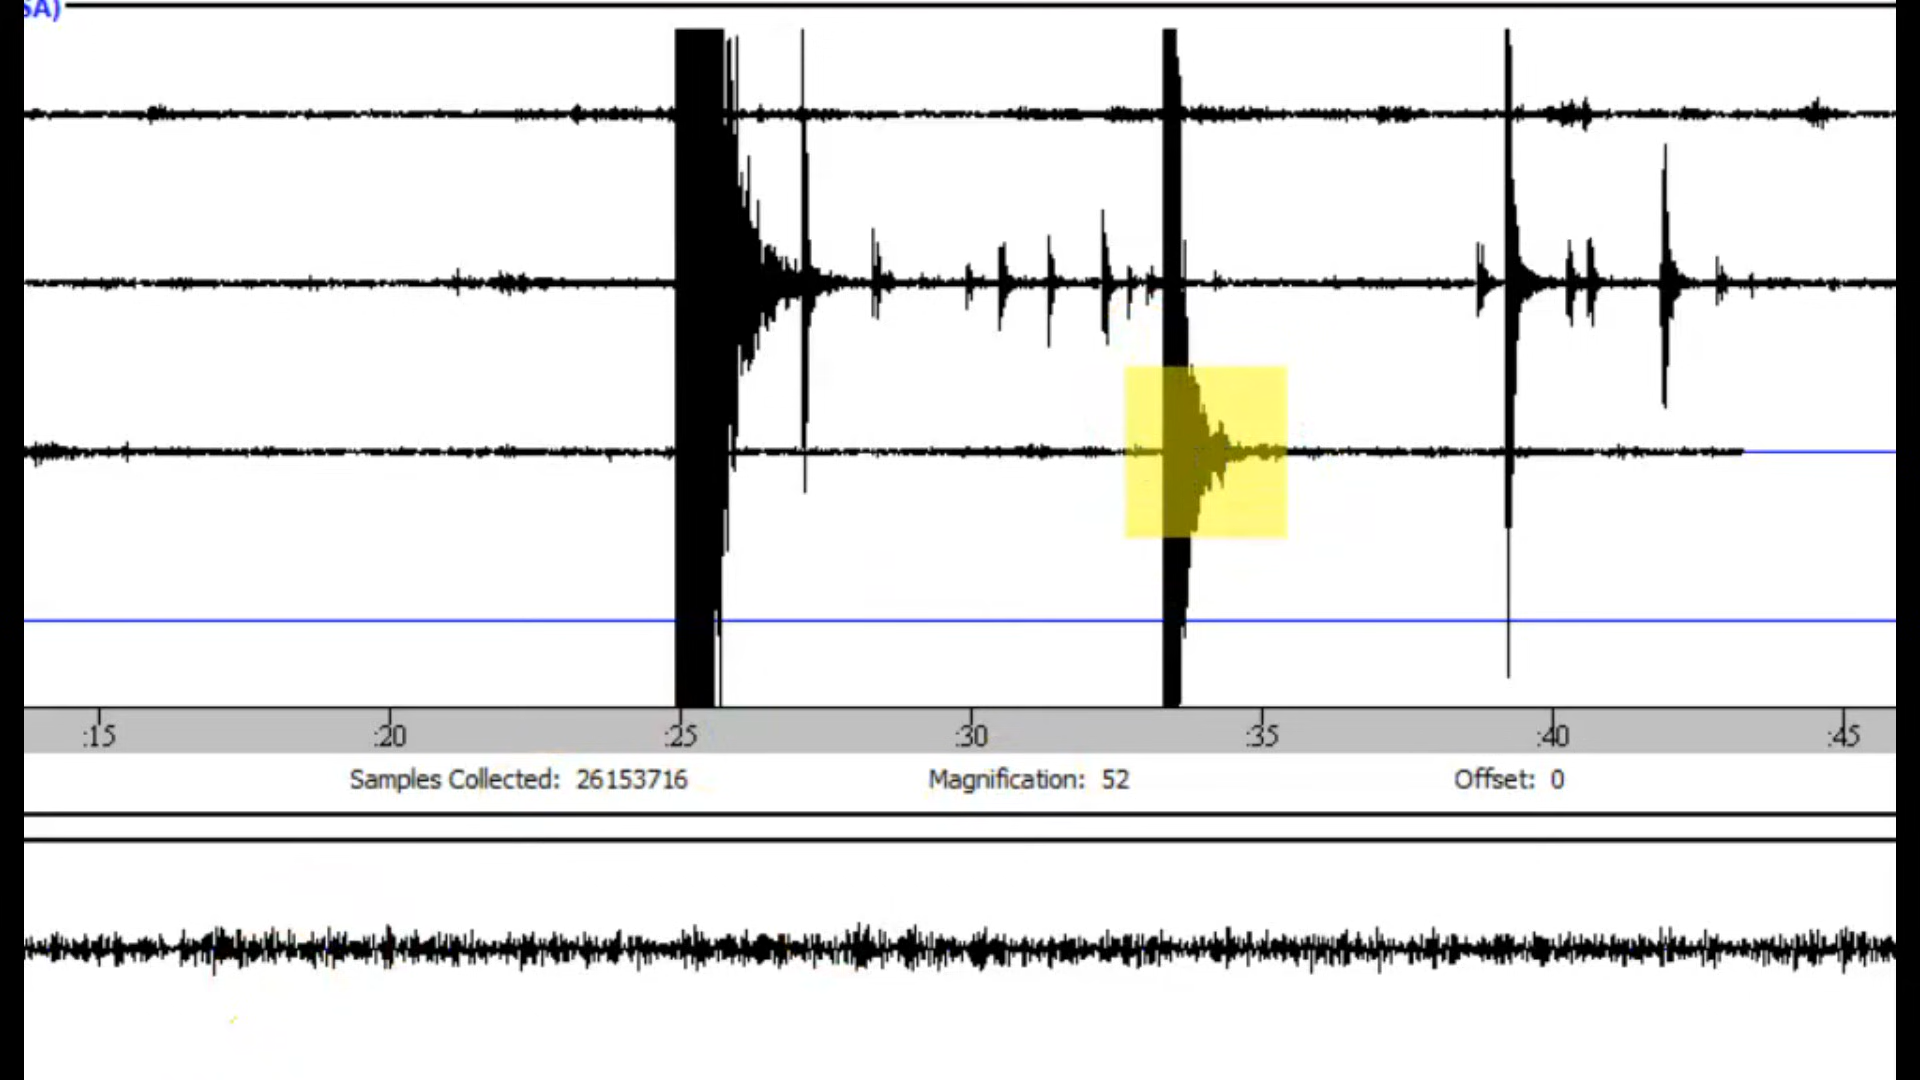 SA)
:15 :20 :25 :30 :35 :40 :45
Samples Collected: 26153716 Magnification: 52 Offset: 0